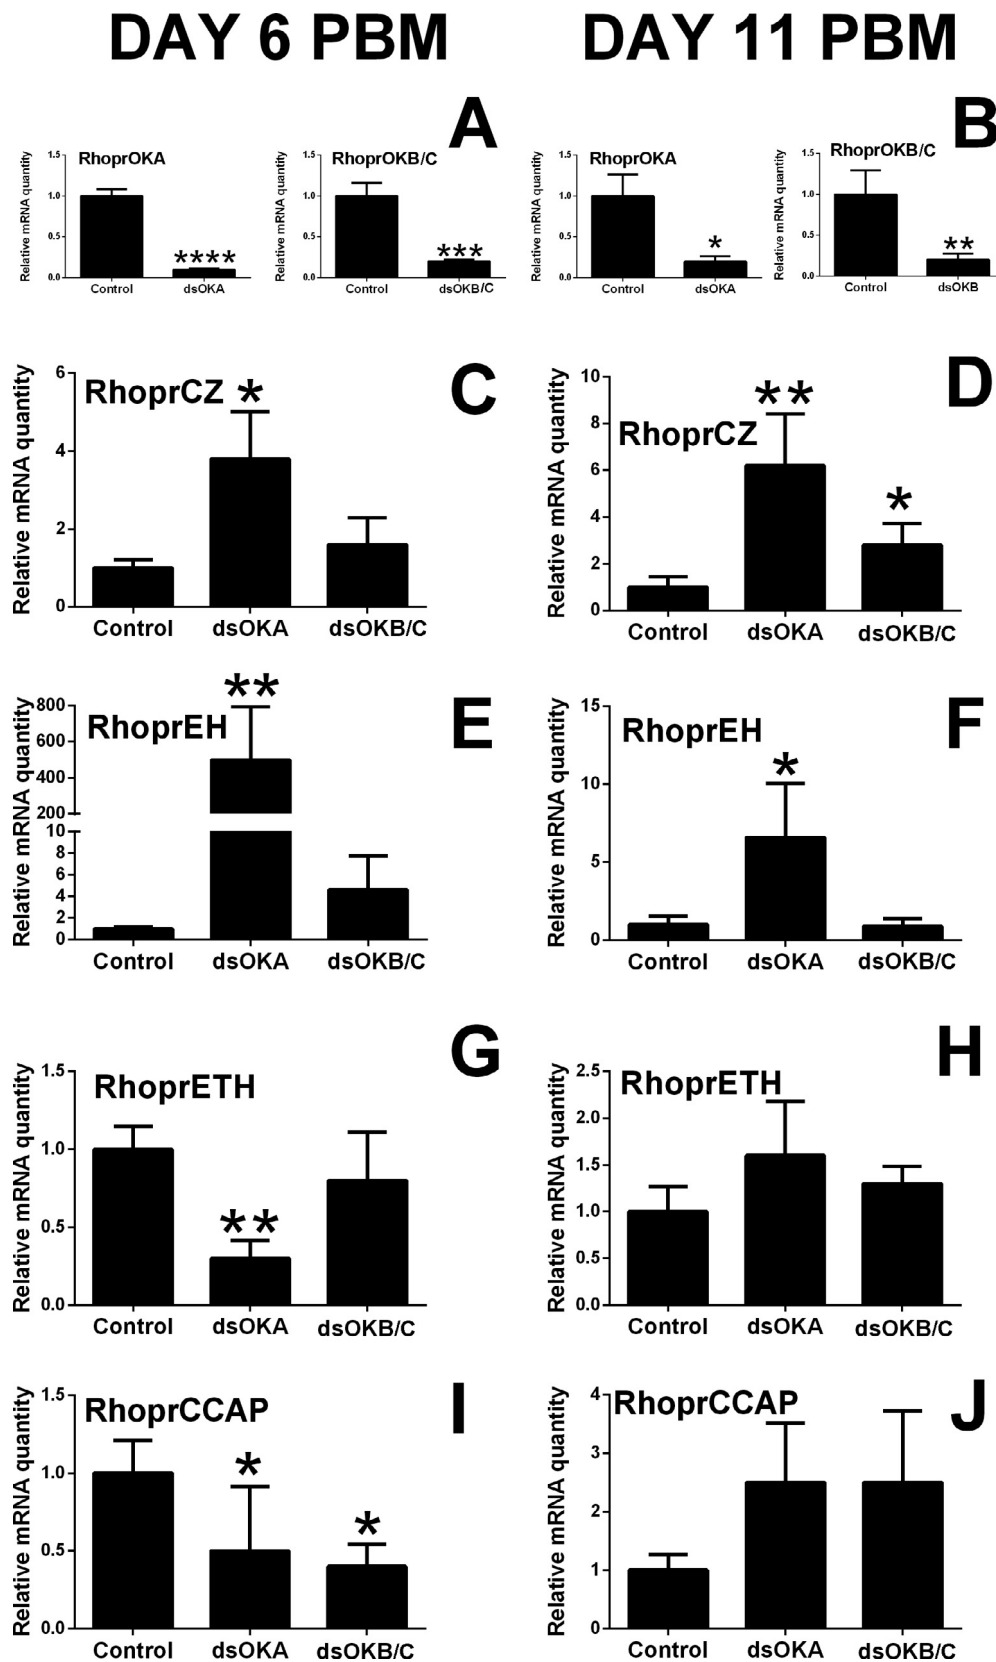 DAY 6 PBM DAY 11 PBM
A
RhoprOKA
Relative mRNA quantity
1.5
1.0
0.5
0.0
****
Control dsOKA
RhoprOKB/C
Relative mRNA quantity
1.5
1.0
0.5
0.0
***
Control dsOKB/C
B
RhoprOKA
Relative mRNA quantity
1.5
1.0
0.5
0.0
*
Control dsOKA
RhoprOKB/C
Relative mRNA quantity
1.5
1.0
0.5
0.0
**
Control dsOKB
C
RhoprCZ
Relative mRNA quantity
6
4
2
0
*
Control dsOKA dsOKB/C
D
RhoprCZ
Relative mRNA quantity
10
8
6
4
2
0
**
*
Control dsOKA dsOKB/C
E
RhoprEH
Relative mRNA quantity
800
600
400
200
10
8
6
4
2
0
**
Control dsOKA dsOKB/C
F
RhoprEH
Relative mRNA quantity
15
10
5
0
*
Control dsOKA dsOKB/C
G
RhoprETH
Relative mRNA quantity
1.5
1.0
0.5
0.0
**
Control dsOKA dsOKB/C
H
RhoprETH
Relative mRNA quantity
2.5
2.0
1.5
1.0
0.5
0.0
Control dsOKA dsOKB/C
I
RhoprCCAP
Relative mRNA quantity
1.5
1.0
0.5
0.0
*
*
Control dsOKA dsOKB/C
J
RhoprCCAP
Relative mRNA quantity
4
3
2
1
0
Control dsOKA dsOKB/C